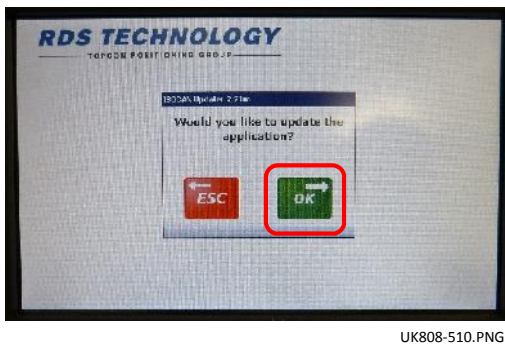 RDS TECHNOLOGY
TOPCON POSITIONING GROUP
Would you like to update the
application?
ESC
OK
UK808-510.PNG